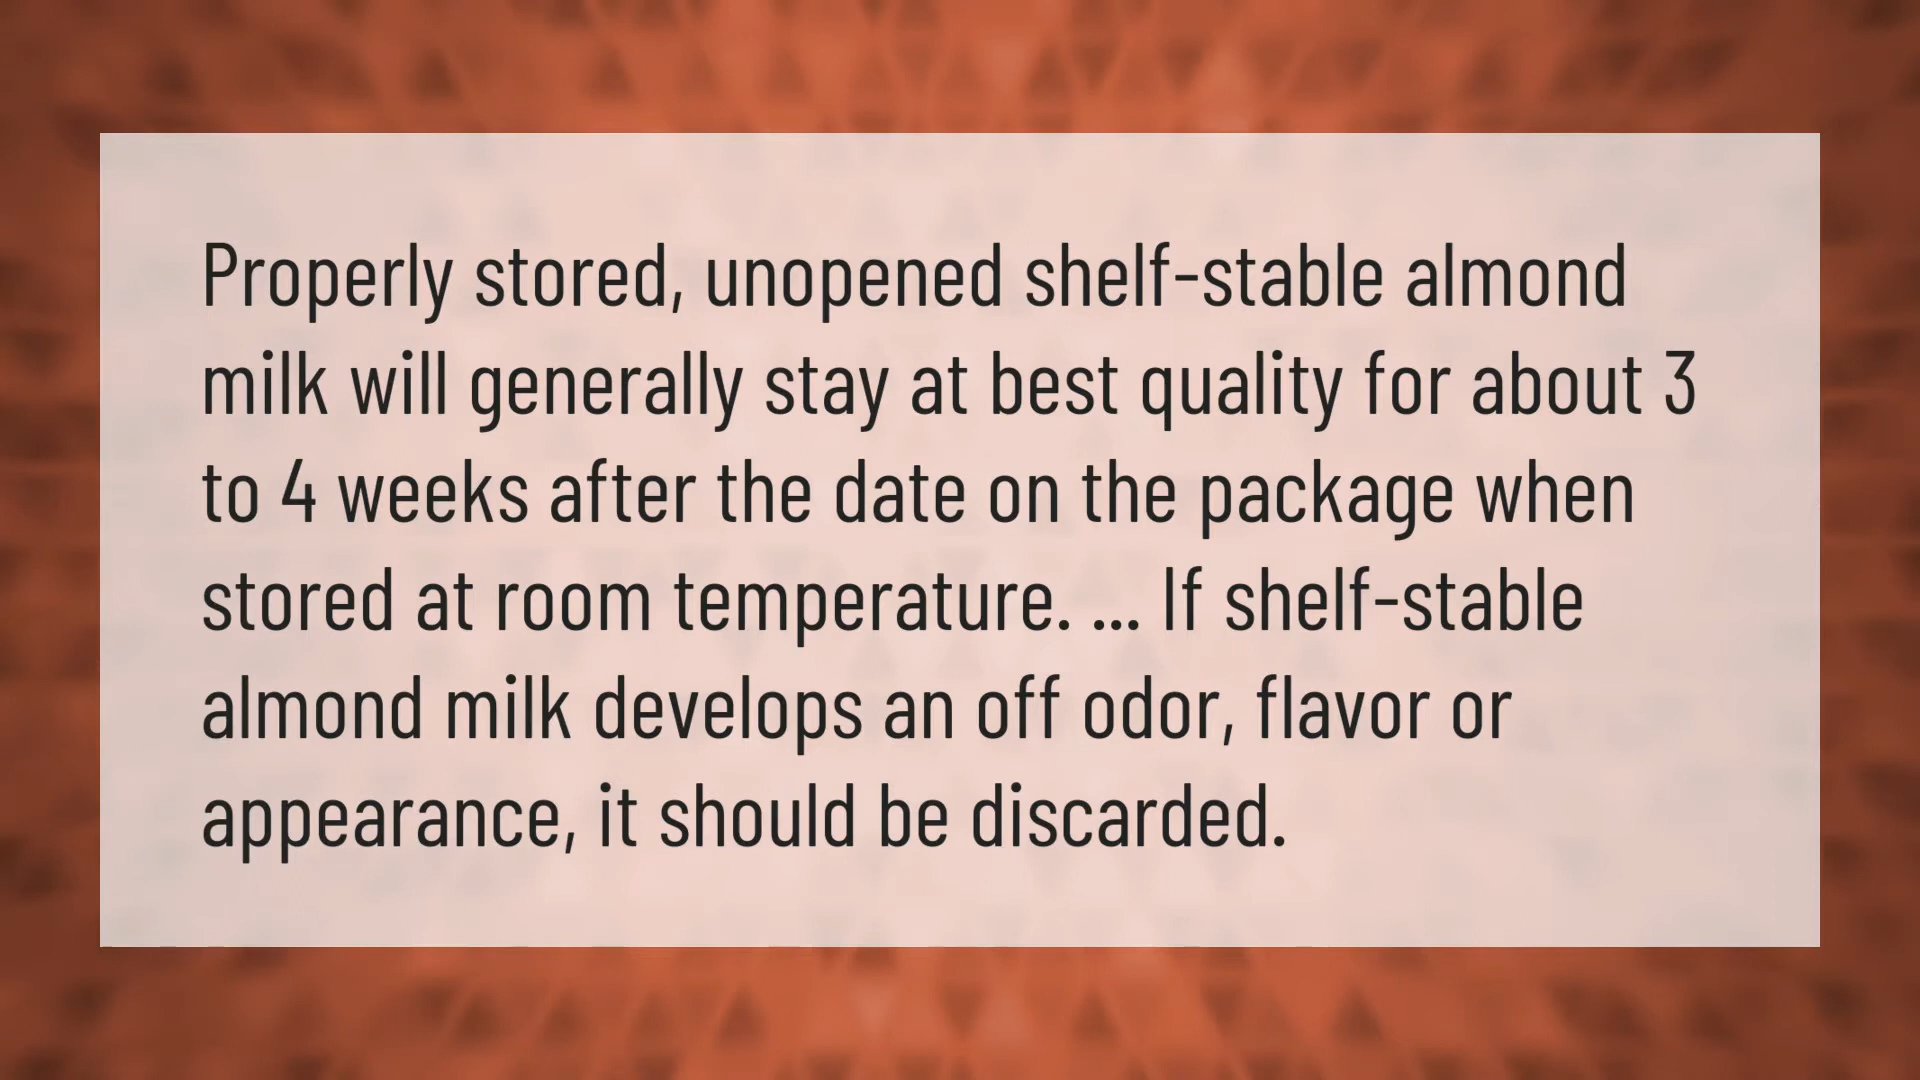 Properly stored, unopened shelf-stable almond
milk will generally stay at best quality for about 3
to 4 weeks after the date on the package when
stored at room temperature. ... If shelf-stable
almond milk develops an off odor, flavor or
appearance, it should be discarded.